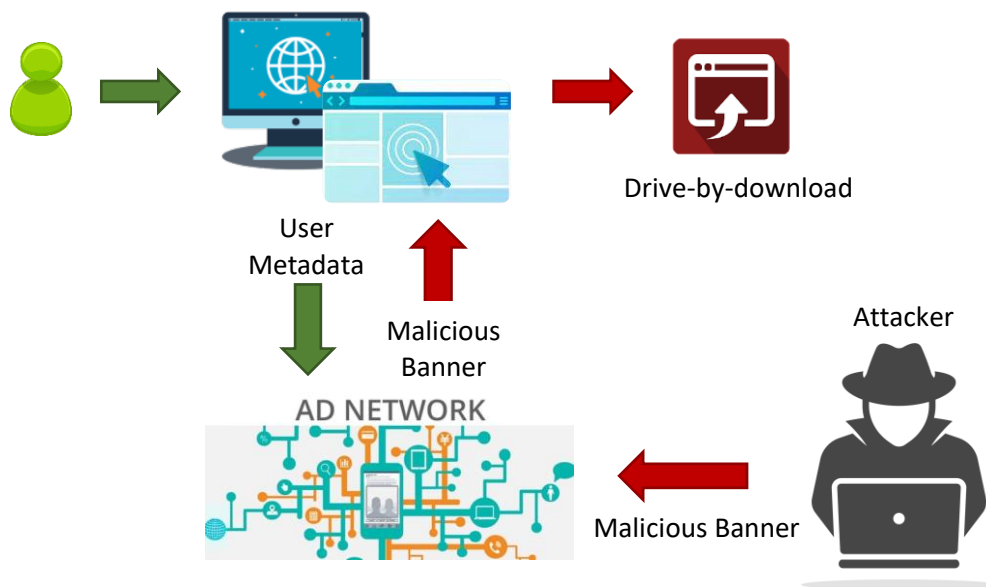 Drive-by-download
User
Metadata
Malicious
Banner
Attacker
AD NETWORK
Malicious Banner